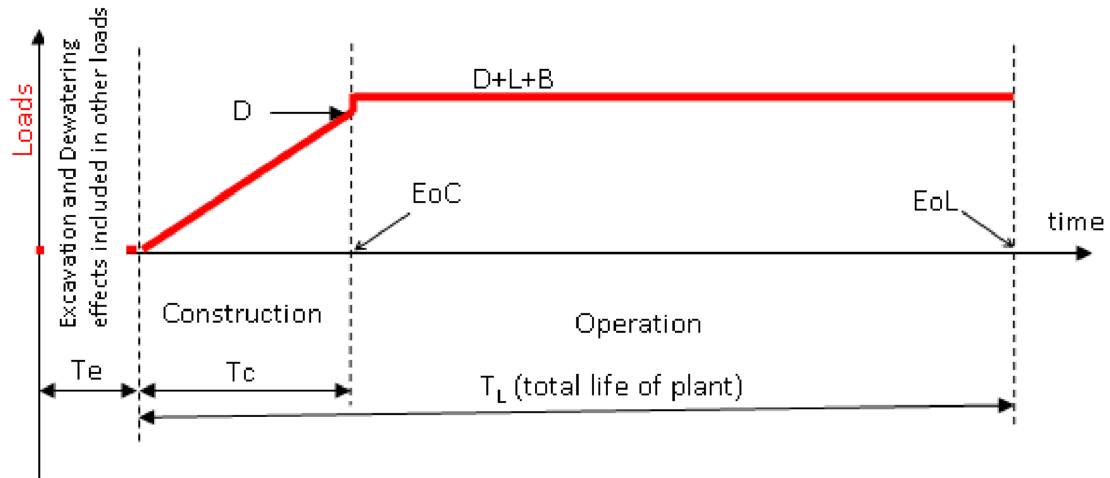 Loads
Excavation and Dewatering
effects included in other loads
D+L+B
D
EoC
EoL
time
Construction
Operation
Te
Tc
TL (total life of plant)